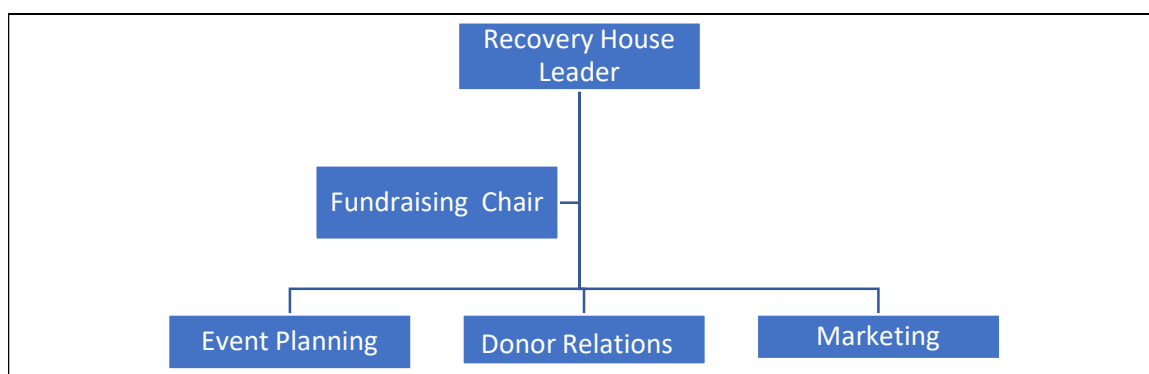 Recovery House
Leader
Fundraising Chair
Event Planning
Donor Relations
Marketing